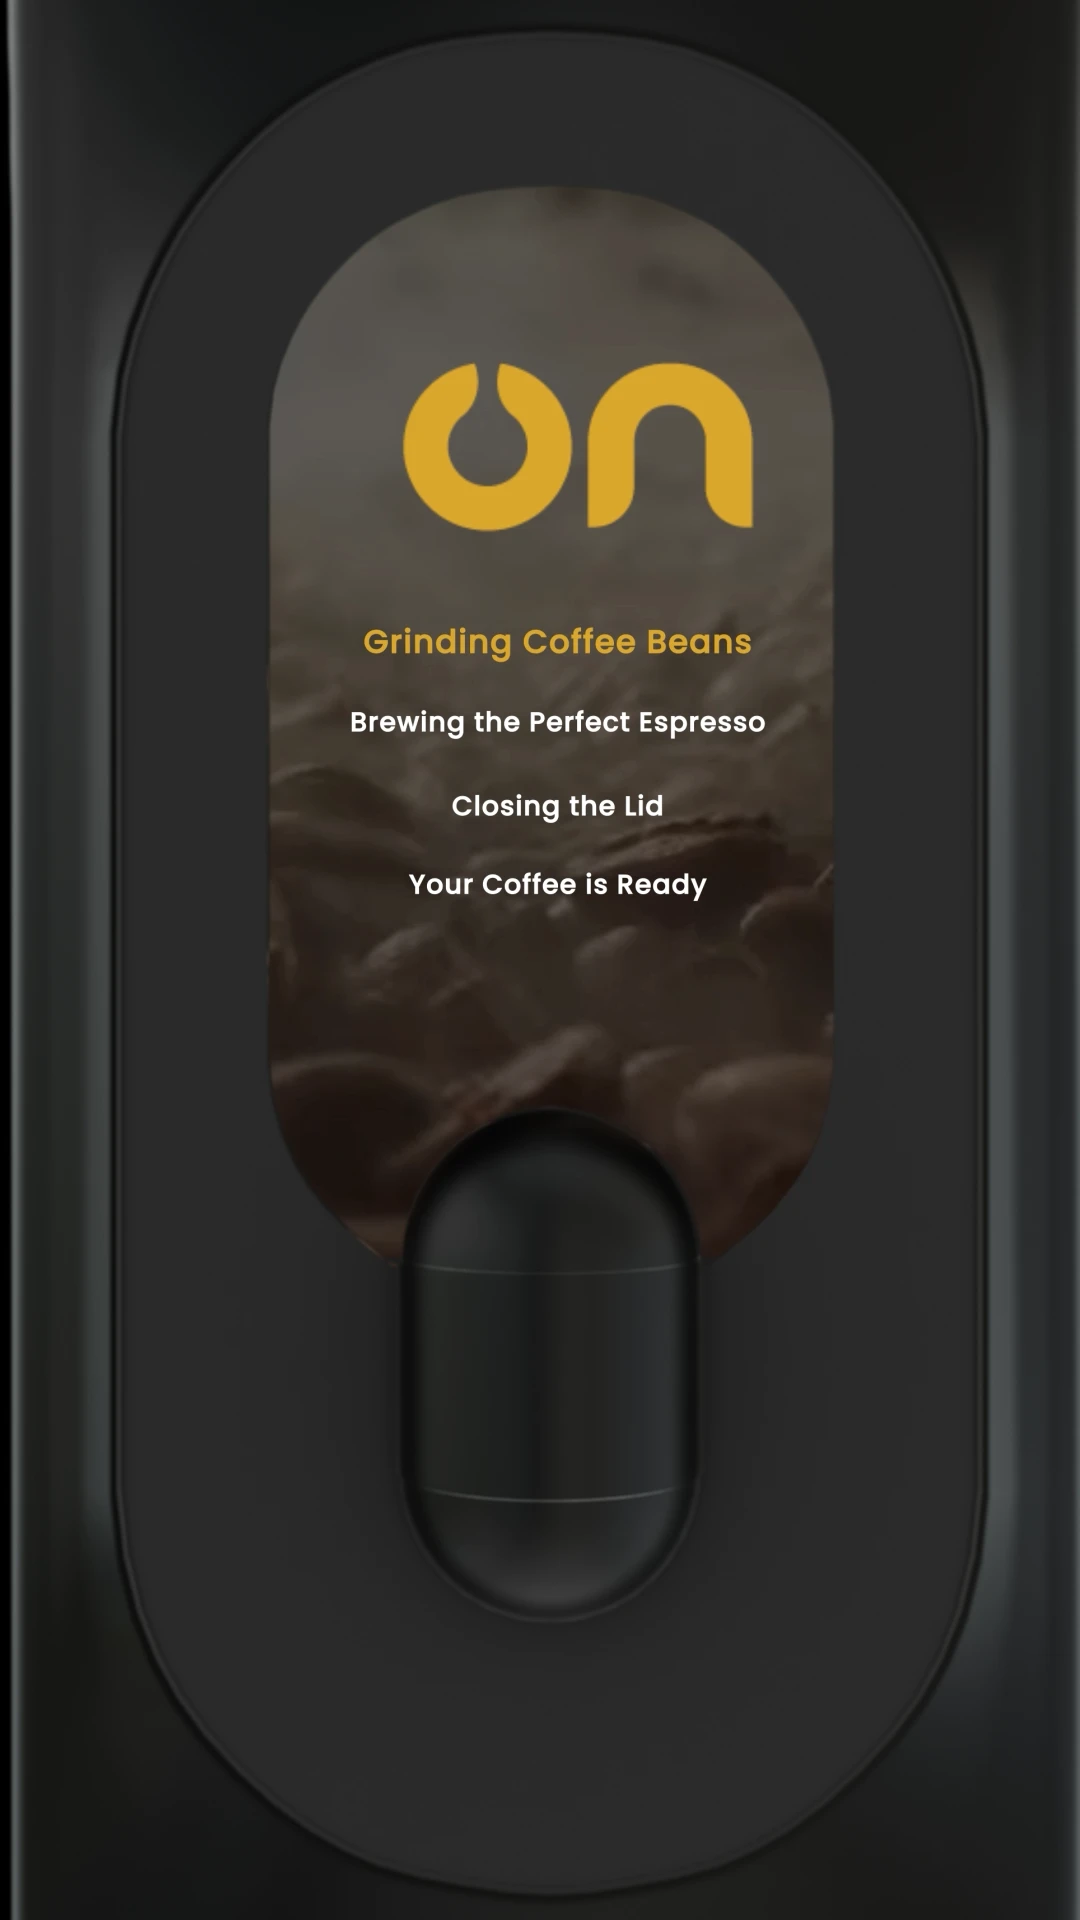 on
Grinding Coffee Beans
Brewing the Perfect Espresso
Closing the Lid
Your Coffee is Ready